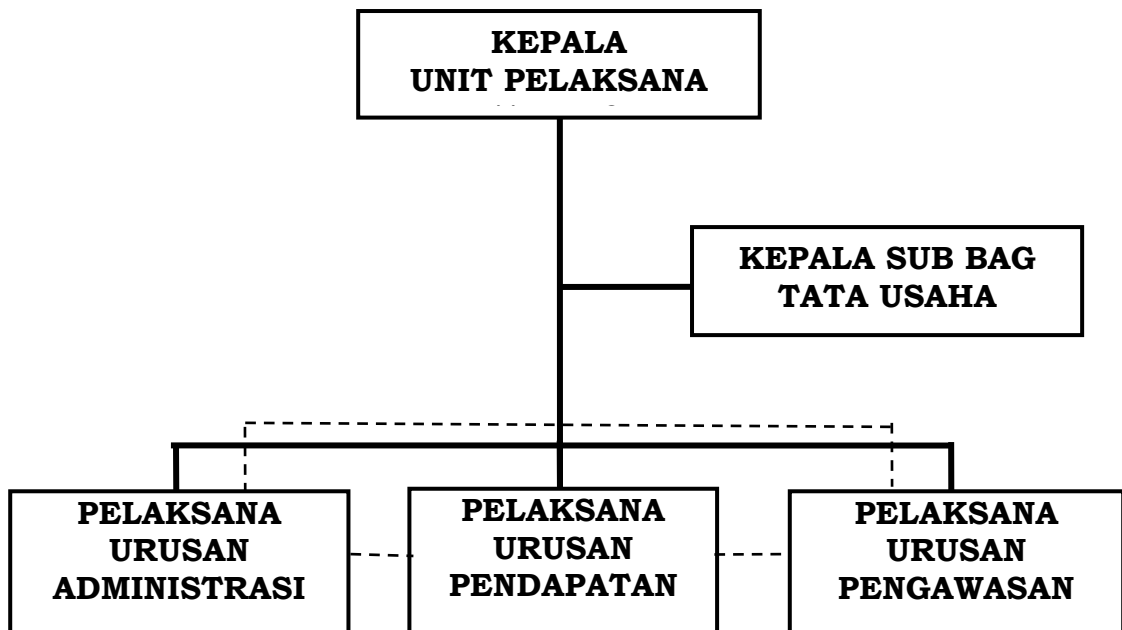 KEPALA
UNIT PELAKSANA
KEPALA SUB BAG
TATA USAHA
PELAKSANA
URUSAN
ADMINISTRASI
PELAKSANA
URUSAN
PENDAPATAN
PELAKSANA
URUSAN
PENGAWASAN